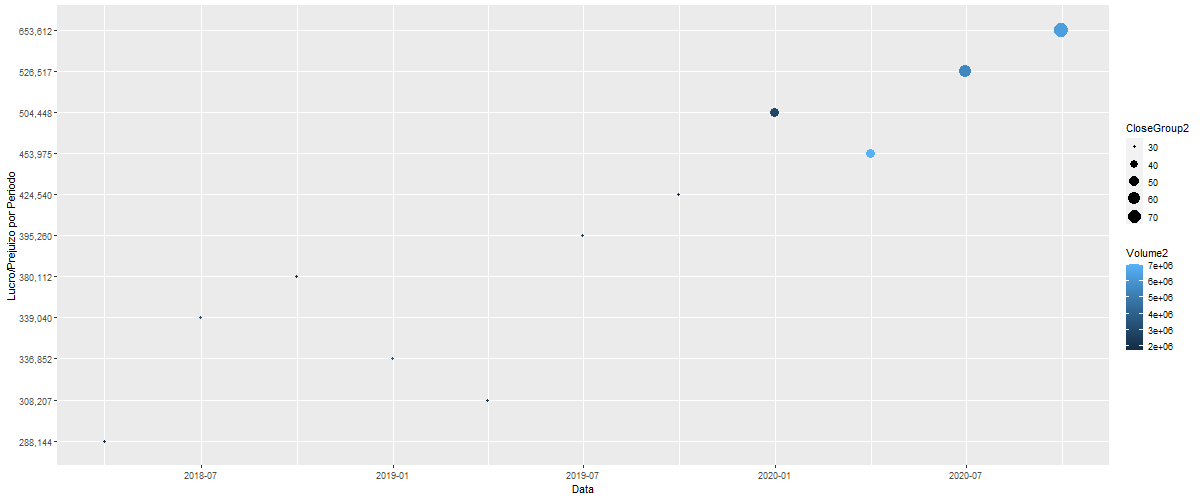 653,612
526,517
504,448
453,975
424,540
395,260
380,112
339,040
336,852
308,207
288,144
Lucro/Prejuizo por Periodo
2018-07
2019-01
2019-07
2020-01
2020-07
Data
CloseGroup2
30
40
50
60
70
Volume2
7e+06
6e+06
5e+06
4e+06
3e+06
2e+06